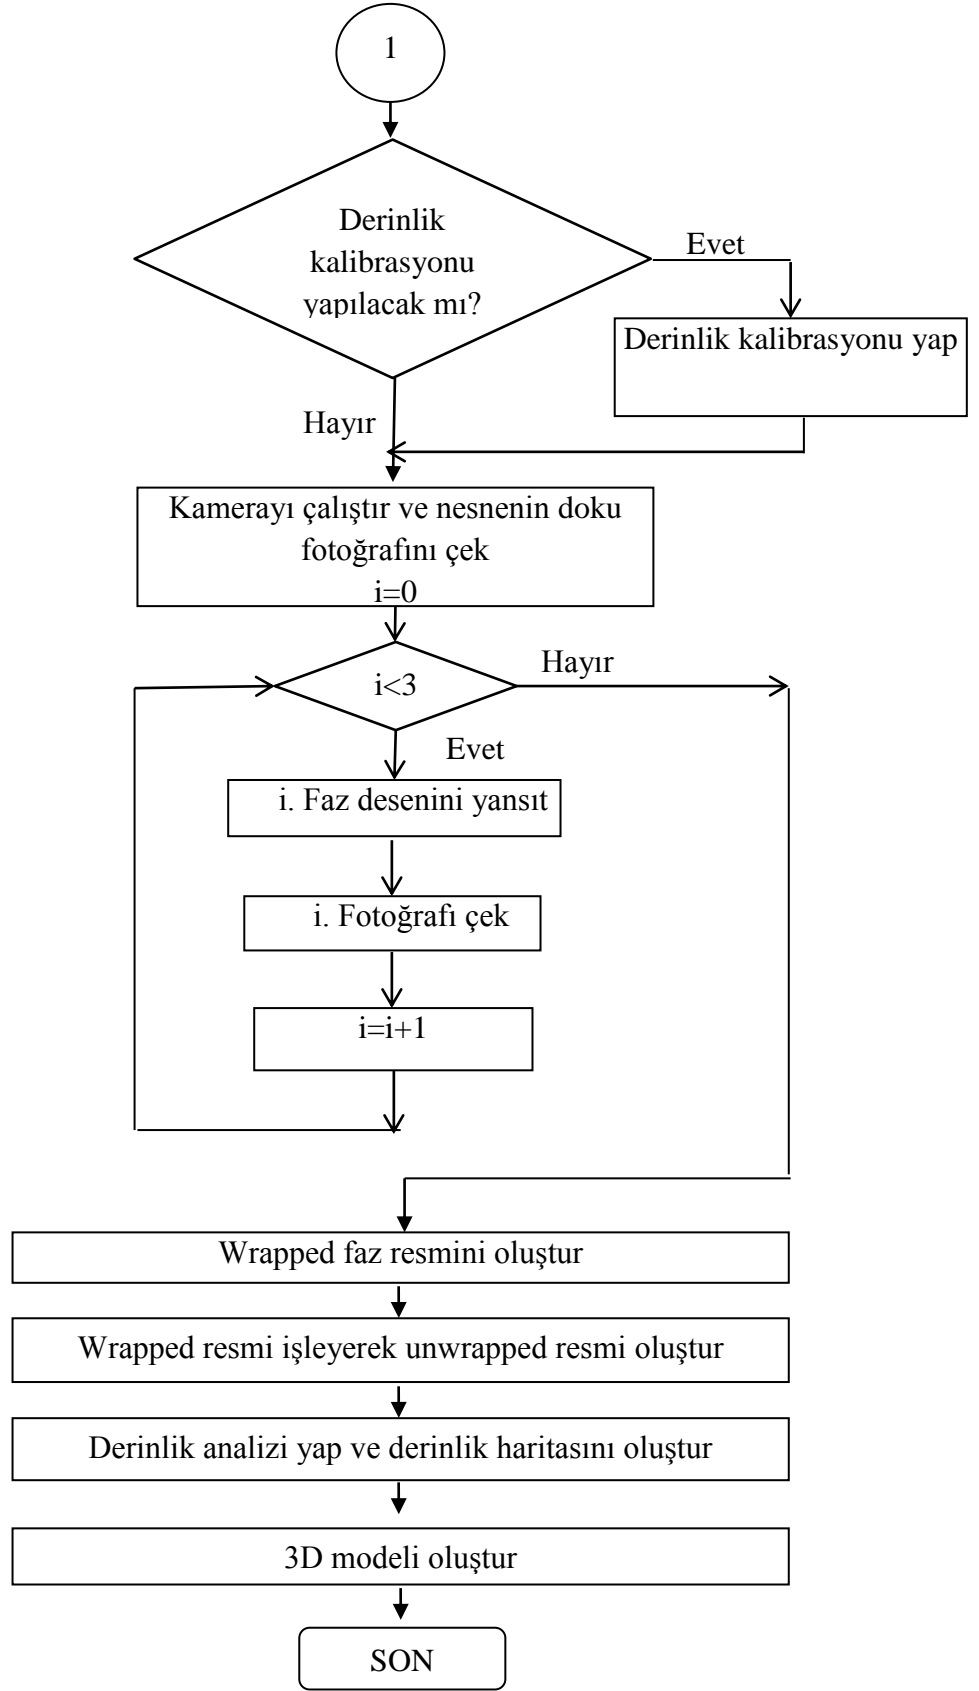 1
Derinlik
kalibrasyonu
yapılacak mı?
Evet
Derinlik kalibrasyonu yap
Hayır
Kamerayı çalıştır ve nesnenin doku
fotoğrafını çek
i=0
Hayır
i<3
Evet
i. Faz desenini yansıt
i. Fotoğrafı çek
i=i+1
Wrapped faz resmini oluştur
Wrapped resmi işleyerek unwrapped resmi oluştur
Derinlik analizi yap ve derinlik haritasını oluştur
3D modeli oluştur
SON